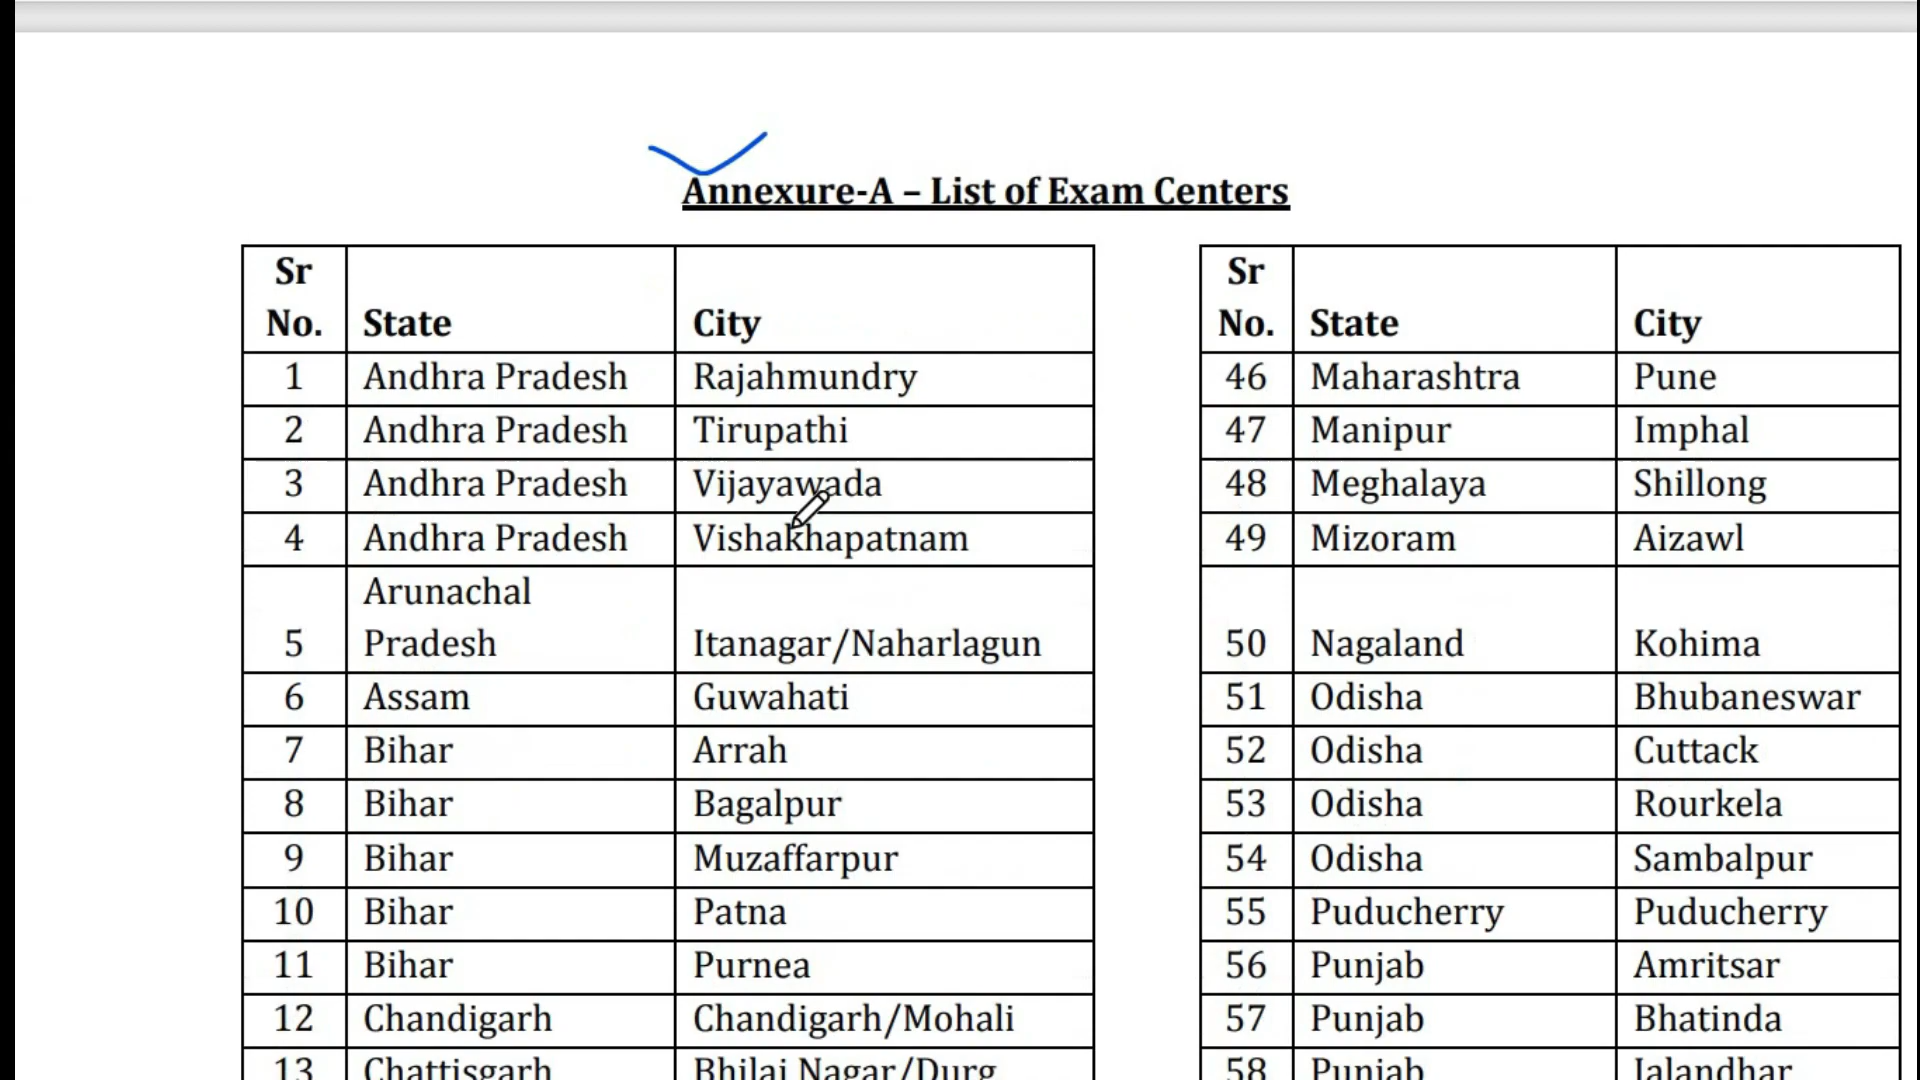 Annexure-A – List of Exam Centers
Sr No. State City
1 Andhra Pradesh Rajahmundry
2 Andhra Pradesh Tirupathi
3 Andhra Pradesh Vijayawada
4 Andhra Pradesh Vishakhapatnam
5 Arunachal Pradesh Itanagar/Naharlagun
6 Assam Guwahati
7 Bihar Arrah
8 Bihar Bagalpur
9 Bihar Muzaffarpur
10 Bihar Patna
11 Bihar Purnea
12 Chandigarh Chandigarh/Mohali
13 Chattisgarh Bhilai Nagar/Durg
Sr No. State City
46 Maharashtra Pune
47 Manipur Imphal
48 Meghalaya Shillong
49 Mizoram Aizawl
50 Nagaland Kohima
51 Odisha Bhubaneswar
52 Odisha Cuttack
53 Odisha Rourkela
54 Odisha Sambalpur
55 Puducherry Puducherry
56 Punjab Amritsar
57 Punjab Bhatinda
58 Punjab Jalandhar